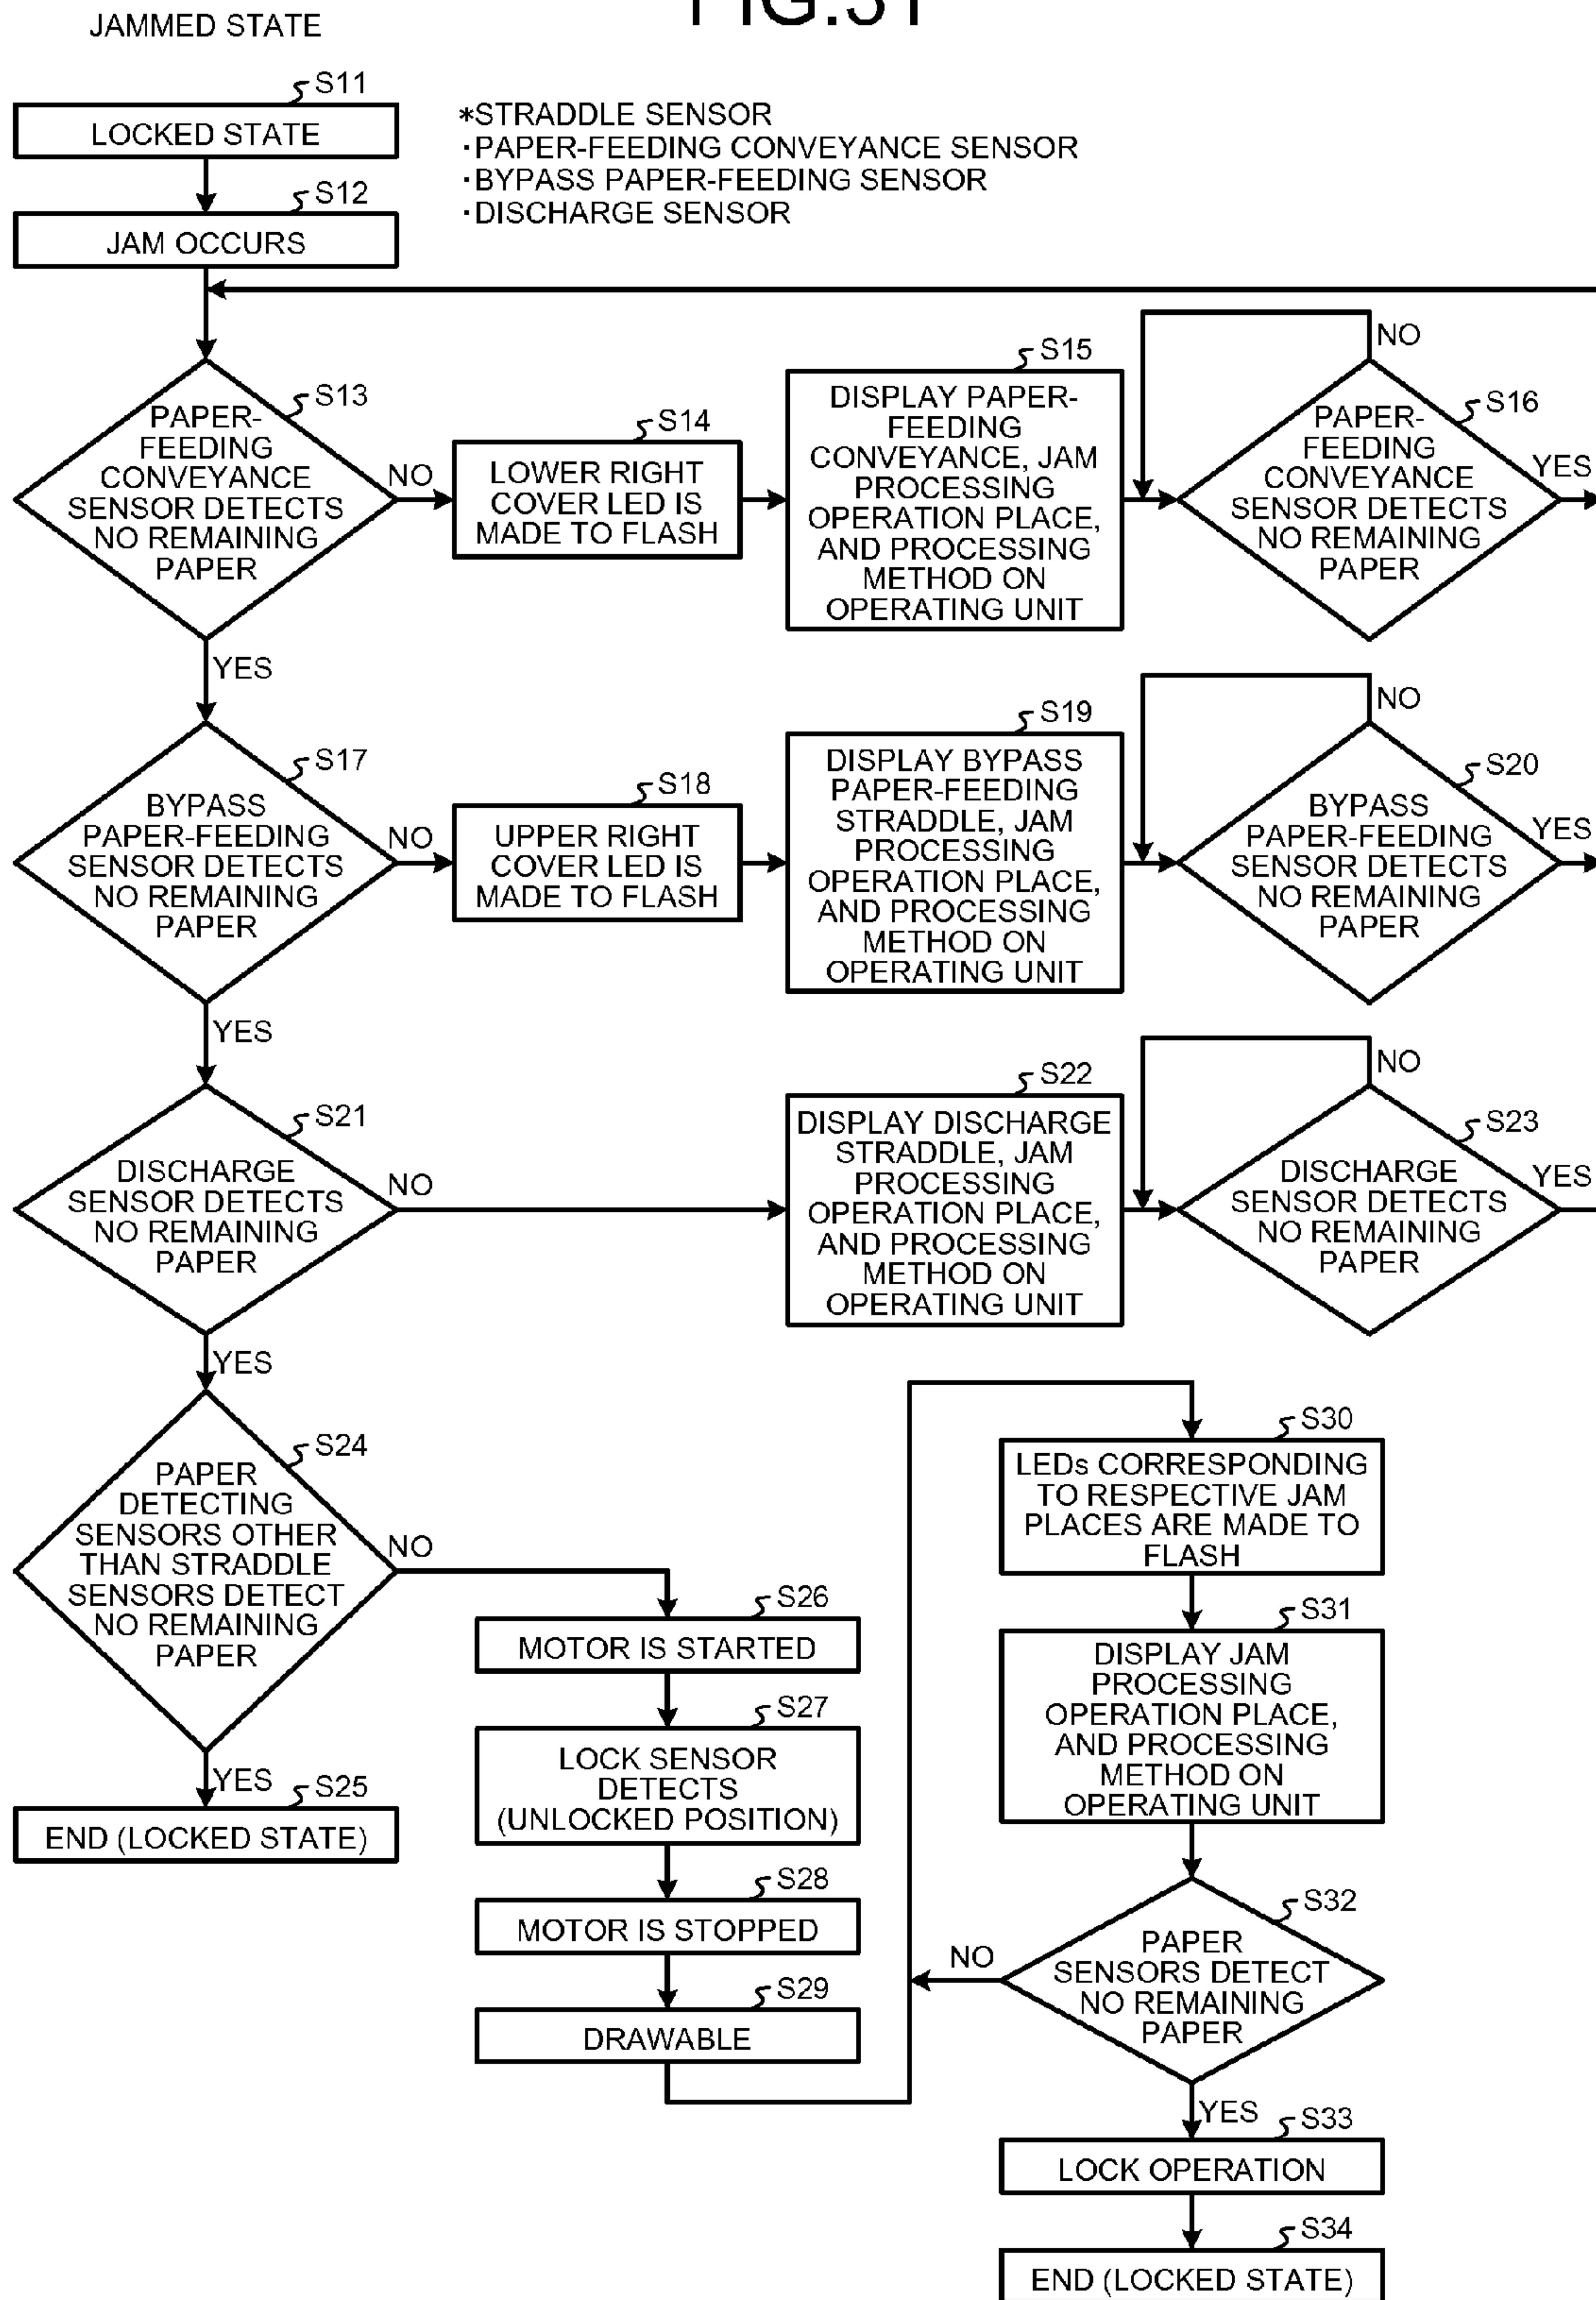 FIG.31
JAMMED STATE
S11
LOCKED STATE
*STRADDLE SENSOR
·PAPER-FEEDING CONVEYANCE SENSOR
·BYPASS PAPER-FEEDING SENSOR
·DISCHARGE SENSOR
S12
JAM OCCURS
S13
PAPER-
FEEDING
CONVEYANCE
SENSOR DETECTS
NO REMAINING
PAPER
NO
YES
S14
LOWER RIGHT
COVER LED IS
MADE TO FLASH
S15
DISPLAY PAPER-
FEEDING
CONVEYANCE, JAM
PROCESSING
OPERATION PLACE,
AND PROCESSING
METHOD ON
OPERATING UNIT
NO
S16
PAPER-
FEEDING
CONVEYANCE
SENSOR DETECTS
NO REMAINING
PAPER
YES
S17
BYPASS
PAPER-FEEDING
SENSOR DETECTS
NO REMAINING
PAPER
NO
YES
S18
UPPER RIGHT
COVER LED IS
MADE TO FLASH
S19
DISPLAY BYPASS
PAPER-FEEDING
STRADDLE, JAM
PROCESSING
OPERATION PLACE,
AND PROCESSING
METHOD ON
OPERATING UNIT
NO
S20
BYPASS
PAPER-FEEDING
SENSOR DETECTS
NO REMAINING
PAPER
YES
S21
DISCHARGE
SENSOR DETECTS
NO REMAINING
PAPER
NO
YES
S22
DISPLAY DISCHARGE
STRADDLE, JAM
PROCESSING
OPERATION PLACE,
AND PROCESSING
METHOD ON
OPERATING UNIT
NO
S23
DISCHARGE
SENSOR DETECTS
NO REMAINING
PAPER
YES
S24
PAPER
DETECTING
SENSORS OTHER
THAN STRADDLE
SENSORS DETECT
NO REMAINING
PAPER
NO
YES
S25
END (LOCKED STATE)
S26
MOTOR IS STARTED
S27
LOCK SENSOR
DETECTS
(UNLOCKED POSITION)
S28
MOTOR IS STOPPED
S29
DRAWABLE
S30
LEDs CORRESPONDING
TO RESPECTIVE JAM
PLACES ARE MADE TO
FLASH
S31
DISPLAY JAM
PROCESSING
OPERATION PLACE,
AND PROCESSING
METHOD ON
OPERATING UNIT
S32
PAPER
SENSORS DETECT
NO REMAINING
PAPER
NO
YES
S33
LOCK OPERATION
S34
END (LOCKED STATE)